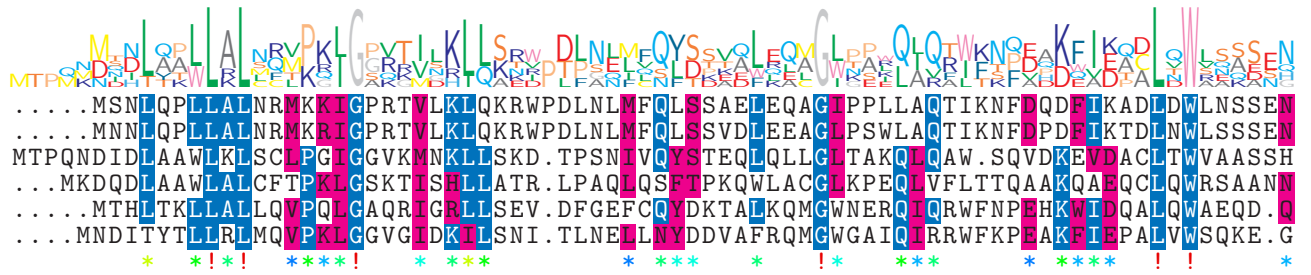 .....MSNLQPLLALNRMKKIGPRTVLKLQKRWPDLNLMFQLSSAELEQAGIPPLLAQTIKNFDQDFIKADLDWLNSSEN
.....MNNLQPLLALNRMKRIGPRTVLKLQKRWPDLNLMFQLSSVDLEEAGLPSWLAQTIKNFDPDFIKTDLNWLSSSEN
MTPQNDIDLAAWLKLSCLPGIGGVKMNKLLSKD.TPSNIVQYSTEQLQLLGLTAKQLQAW.SQVDKEVDACLTWVAASSH
...MKDQDLAAWLALCFTPKLGSKTISHLLATR.LPAQLQSFTPKQWLACGLKPEQLVFLTTQAAKQAEQCLQWRSAANN
.....MTHLTKLLALLQVPQLGAQRIGRLLSEV.DFGEFCQYDKTALKQMGWNERQIQRWFNPEHKWIDQALQWAEQD.Q
....MNDITYTLLRLMQVPKLGGVGIDKILSNI.TLNELLNYDDVAFRQMGWGAIQIRRWFKPEAKFIEPALVWSQKE.G